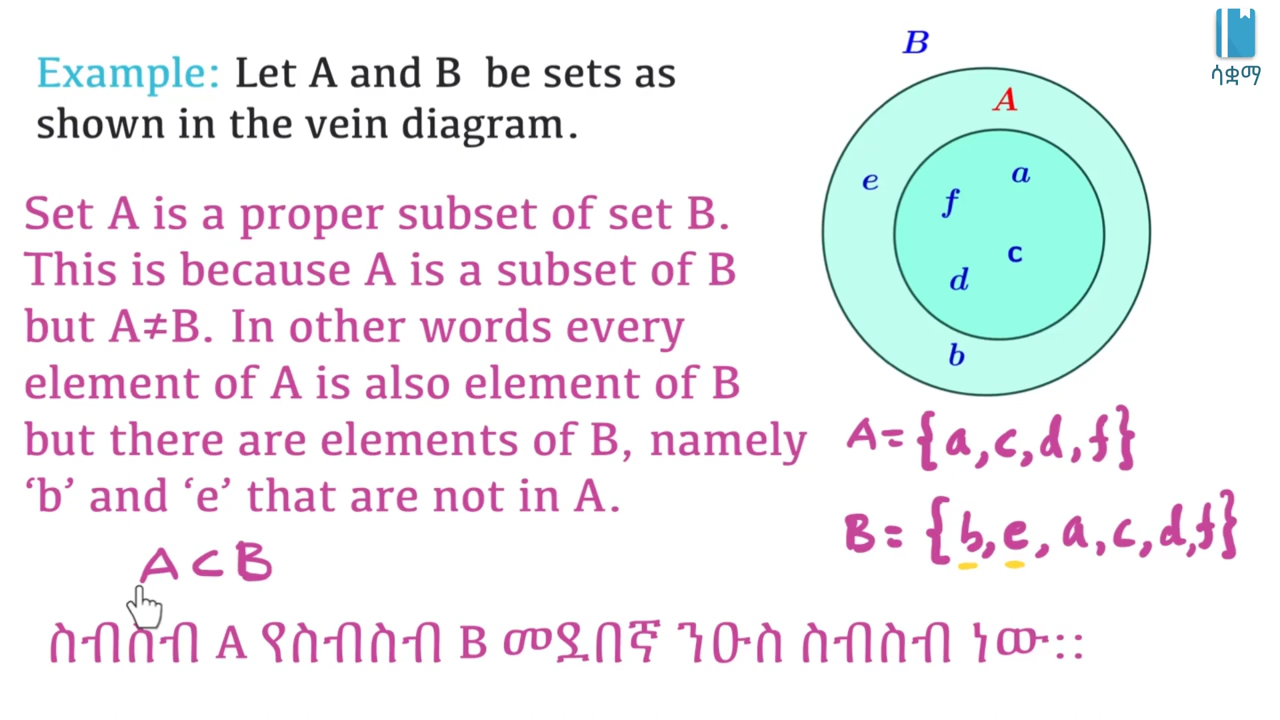 Example: Let A and B be sets as
shown in the vein diagram.
Set A is a proper subset of set B.
This is because A is a subset of B
but A≠B. In other words every
element of A is also element of B
but there are elements of B, namely
‘b’ and ‘e’ that are not in A.
A⊂B
ስብስብ A የስብስብ B መደበኛ ንዑስ ስብስብ ነው::
B
A
e
a
f
c
d
b
A={a,c,d,f}
B={b,e,a,c,d,f}
ሳቋማ